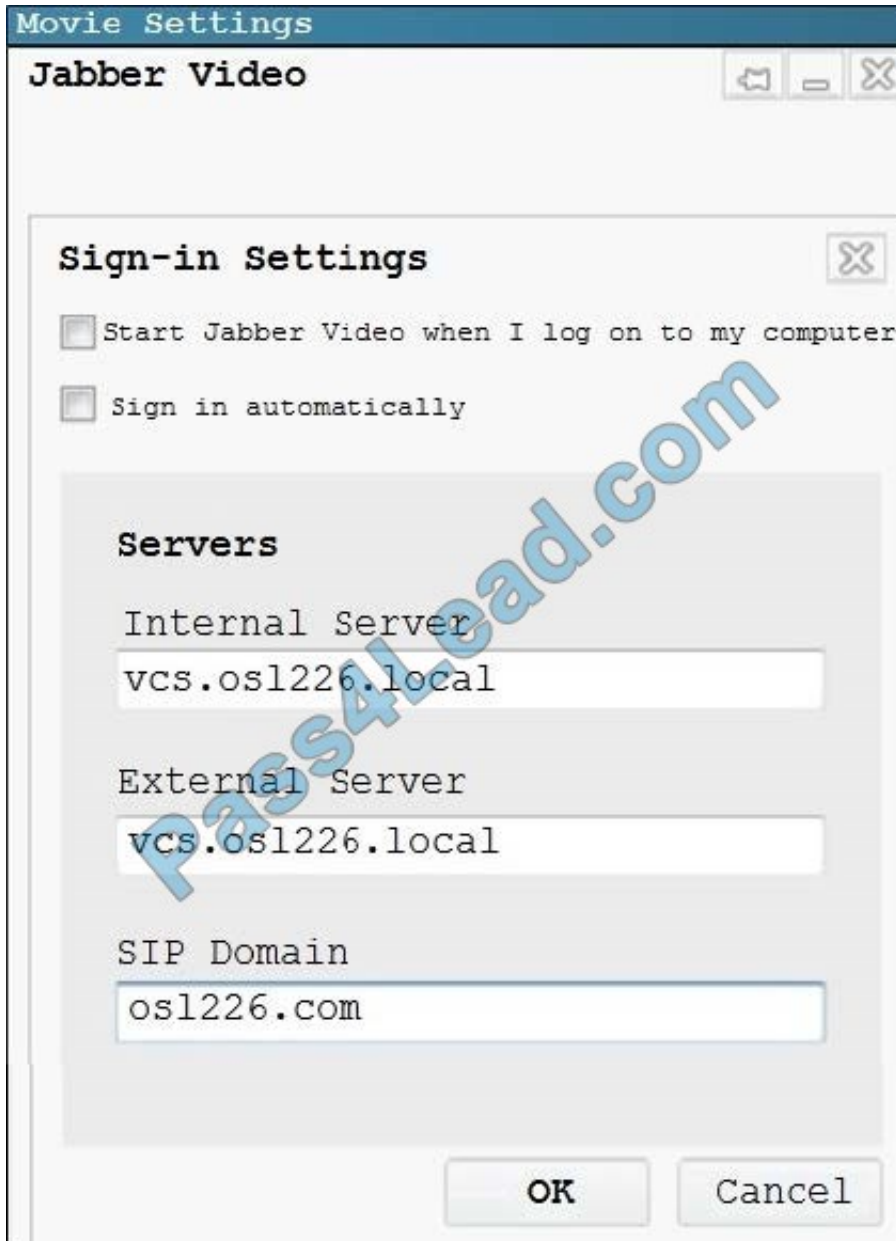 Movie Settings
Jabber Video
Sign-in Settings
Start Jabber Video when I log on to my computer
Sign in automatically
Servers
Internal Server
vcs.osl226.local
External Server
vcs.osl226.local
SIP Domain
osl226.com
OK Cancel
Pass4Lead.com